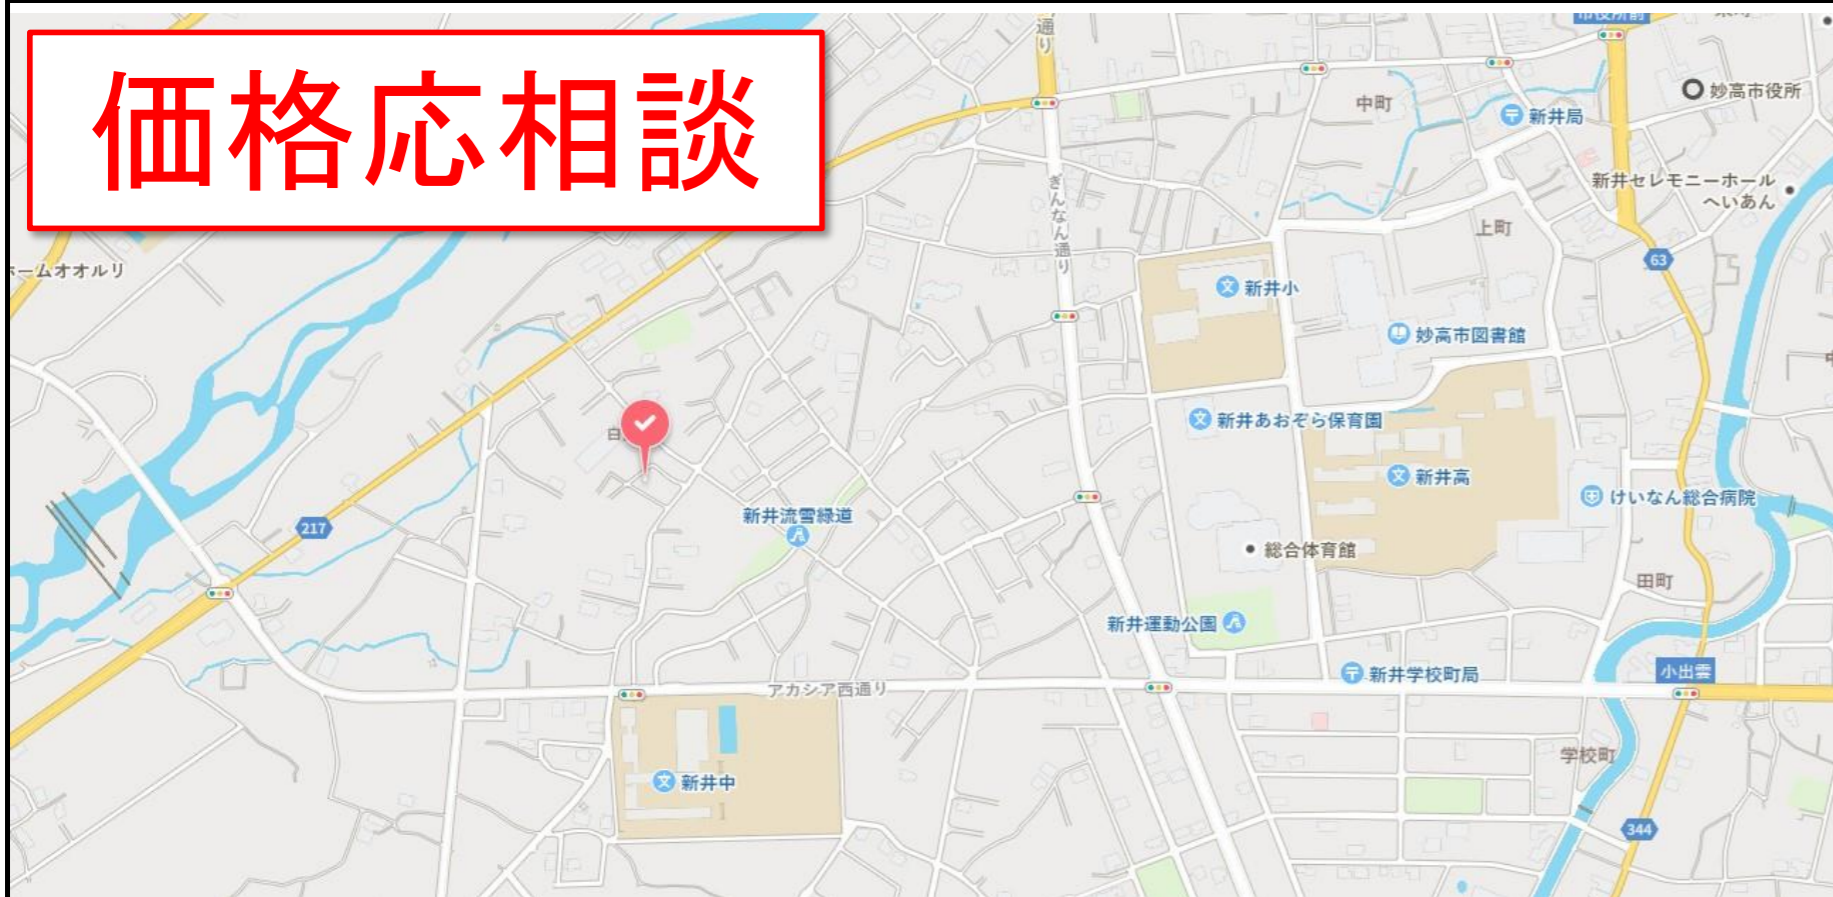 価格応相談
通り
市役所前
妙高市役所
中町
新井局
新井セレモニーホール
へいあん
ぎんなん通り
上町
63
ームオオルリ
新井小
妙高市図書館
新井あおぞら保育園
新井高
けいなん総合病院
新井流雪緑道
217
総合体育館
田町
新井運動公園
小出雲
新井学校町局
アカシア西通り
学校町
新井中
344